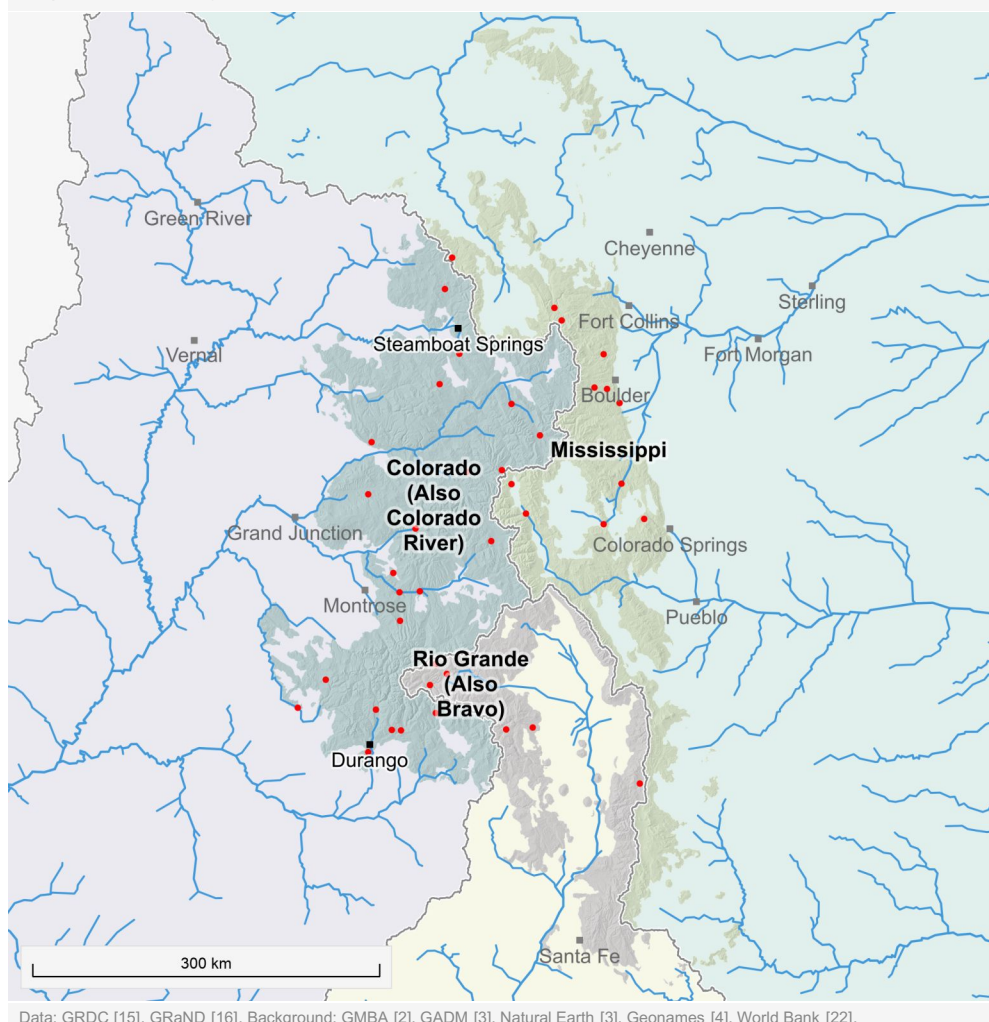 Green River
Cheyenne
Sterling
Fort Collins
Steamboat Springs
Vernal
Fort Morgan
Boulder
Mississippi
Colorado
(Also
Colorado
River)
Grand Junction
Colorado Springs
Montrose
Pueblo
Rio Grande
(Also
Bravo)
Durango
Santa Fe
300 km
Data: GRDC [15], GRanD [16], Background: GMBA [2], GADM [3], Natural Earth [3], Geonames [4], World Bank [22],